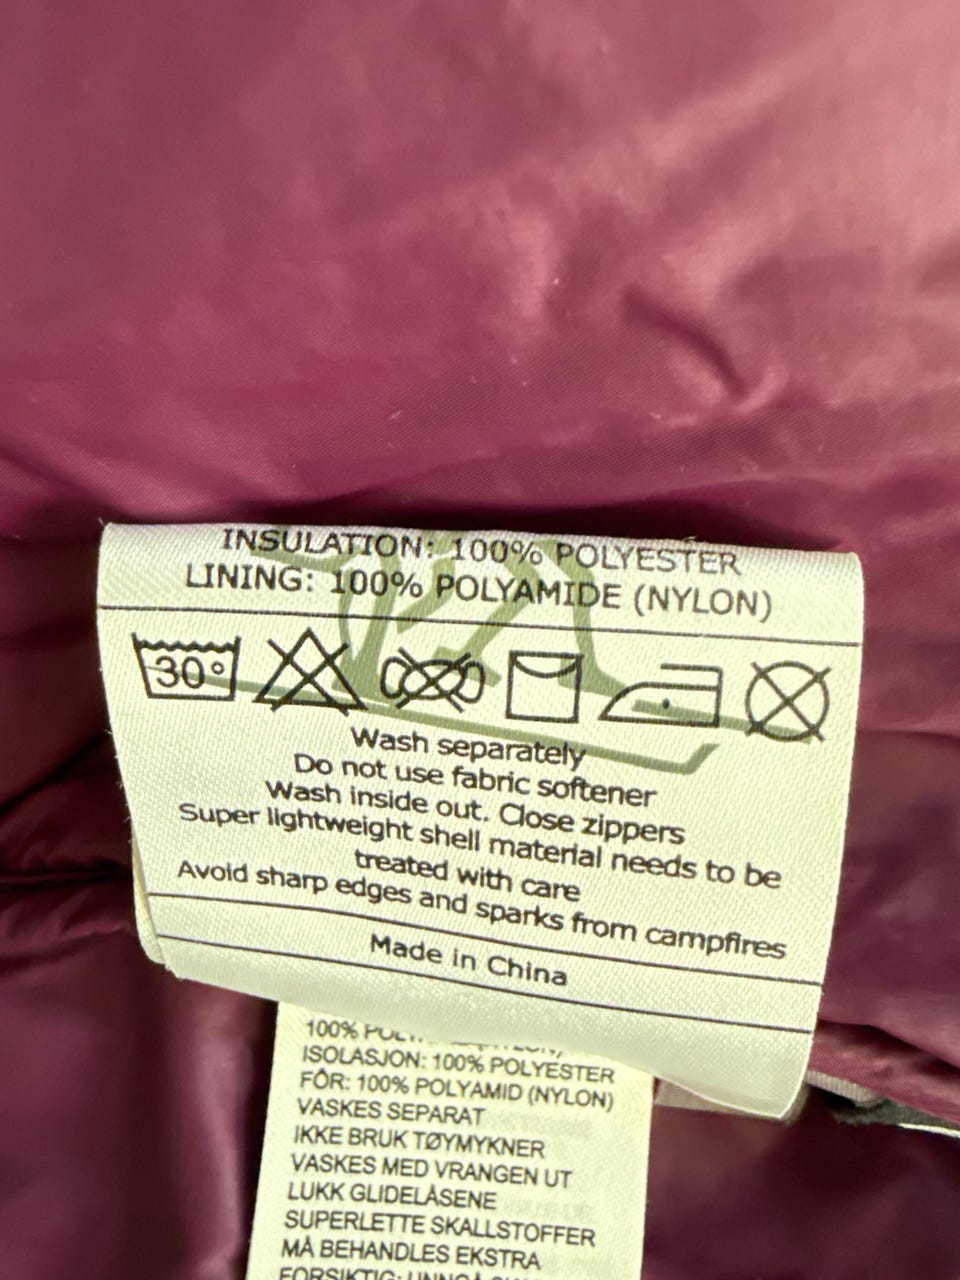 INSULATION: 100% POLYESTER
LINING: 100% POLYAMIDE (NYLON)
30°
Wash separately
Do not use fabric softener
Wash inside out. Close zippers
Super lightweight shell material needs to be
treated with care
Avoid sharp edges and sparks from campfires
Made in China
100%
ISOLASJON: 100% POLYESTER
FÔR: 100% POLYAMID (NYLON)
VASKES SEPARAT
IKKE BRUK TØYMYKNER
VASKES MED VRANGEN UT
LUKK GLIDELÅSENE
SUPERLETTE SKALLSTOFFER
MÅ BEHANDLES EKSTRA
FORSIKTIG: UNNGÅ